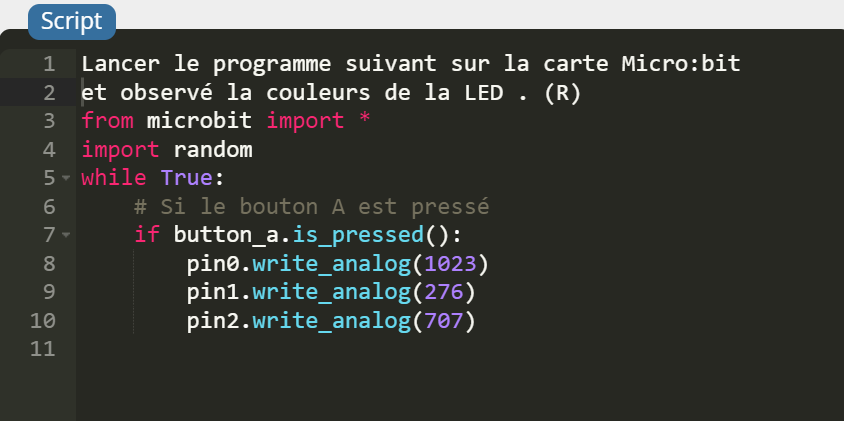 Script
1 Lancer le programme suivant sur la carte Micro:bit
2 et observé la couleurs de la LED . (R)
3 from microbit import *
4 import random
5 while True:
6     # Si le bouton A est pressé
7     if button_a.is_pressed():
8         pin0.write_analog(1023)
9         pin1.write_analog(276)
10         pin2.write_analog(707)
11